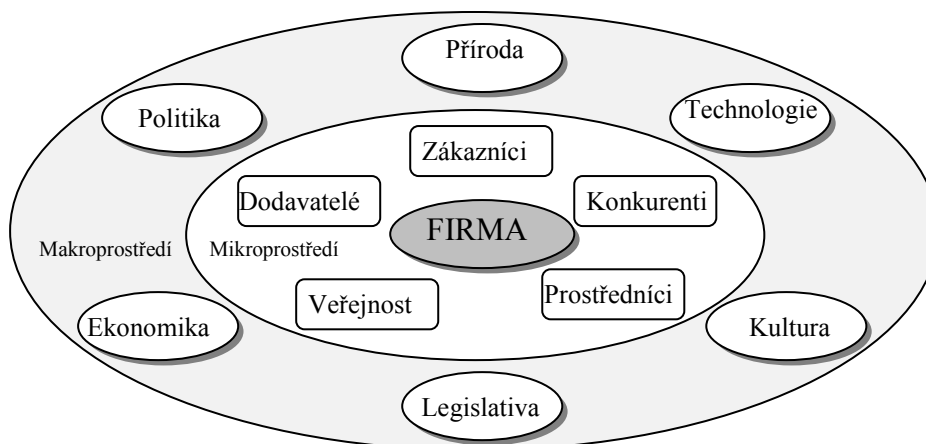 Příroda
Politika
Technologie
Zákazníci
Dodavatelé
Konkurenti
FIRMA
Makroprostředí
Mikroprostředí
Veřejnost
Prostředníci
Ekonomika
Kultura
Legislativa